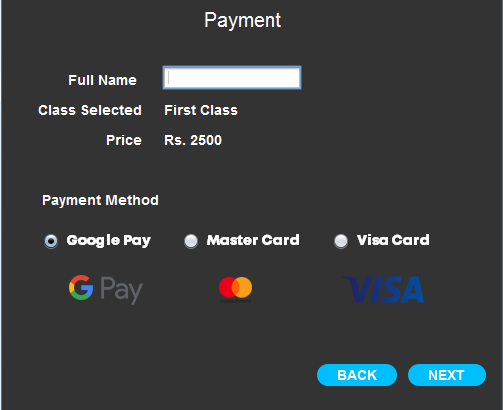 Payment
Full Name
Class Selected First Class
Price Rs. 2500
Payment Method
Google Pay Master Card Visa Card
G Pay VISA
BACK NEXT